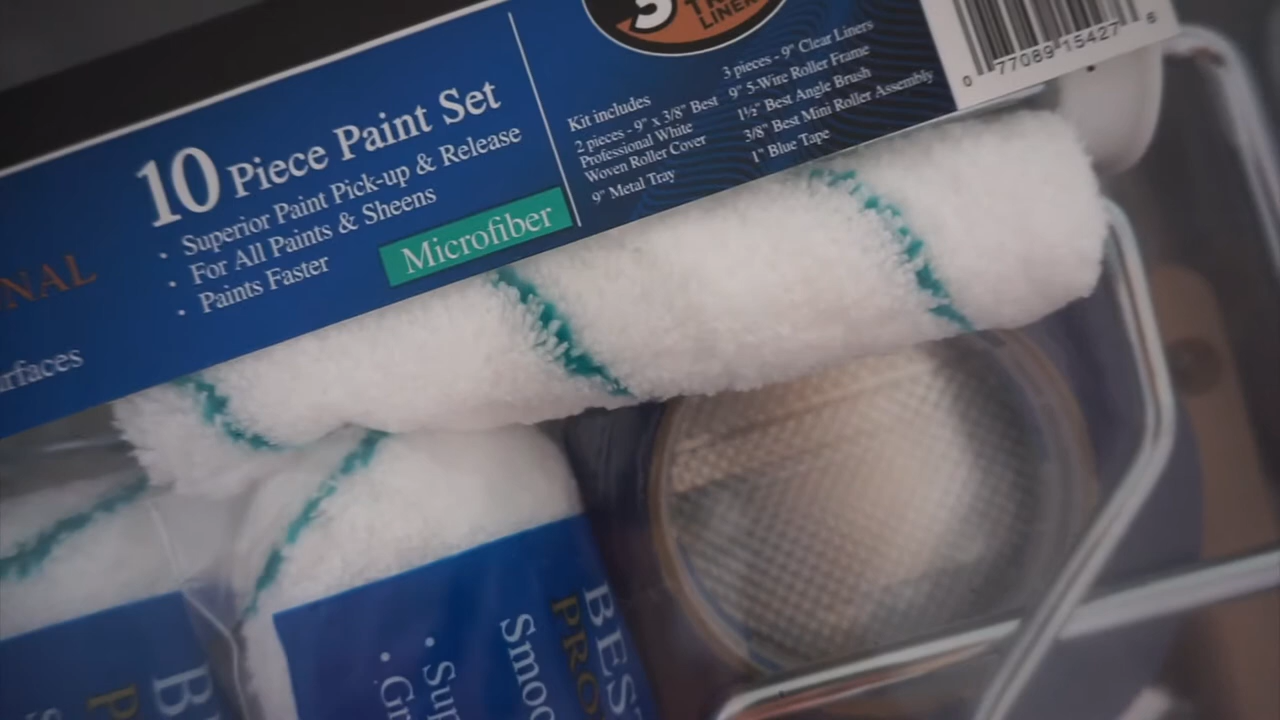 10 Piece Paint Set
• Superior Paint Pick-up & Release
• For All Paints & Sheens
• Paints Faster
Microfiber
NAL
rfaces
5
LINER
Kit includes
2 pieces - 9" x 3/8" Best
Professional White
Woven Roller Cover
9" Metal Tray
3 pieces - 9" Clear Liners
9" 5-Wire Roller Frame
1½" Best Angle Brush
3/8" Best Mini Roller Assembly
1" Blue Tape
0 77089 15427 6
BEST
PRO
Smoo
• Sup
• Gr
B
P
S